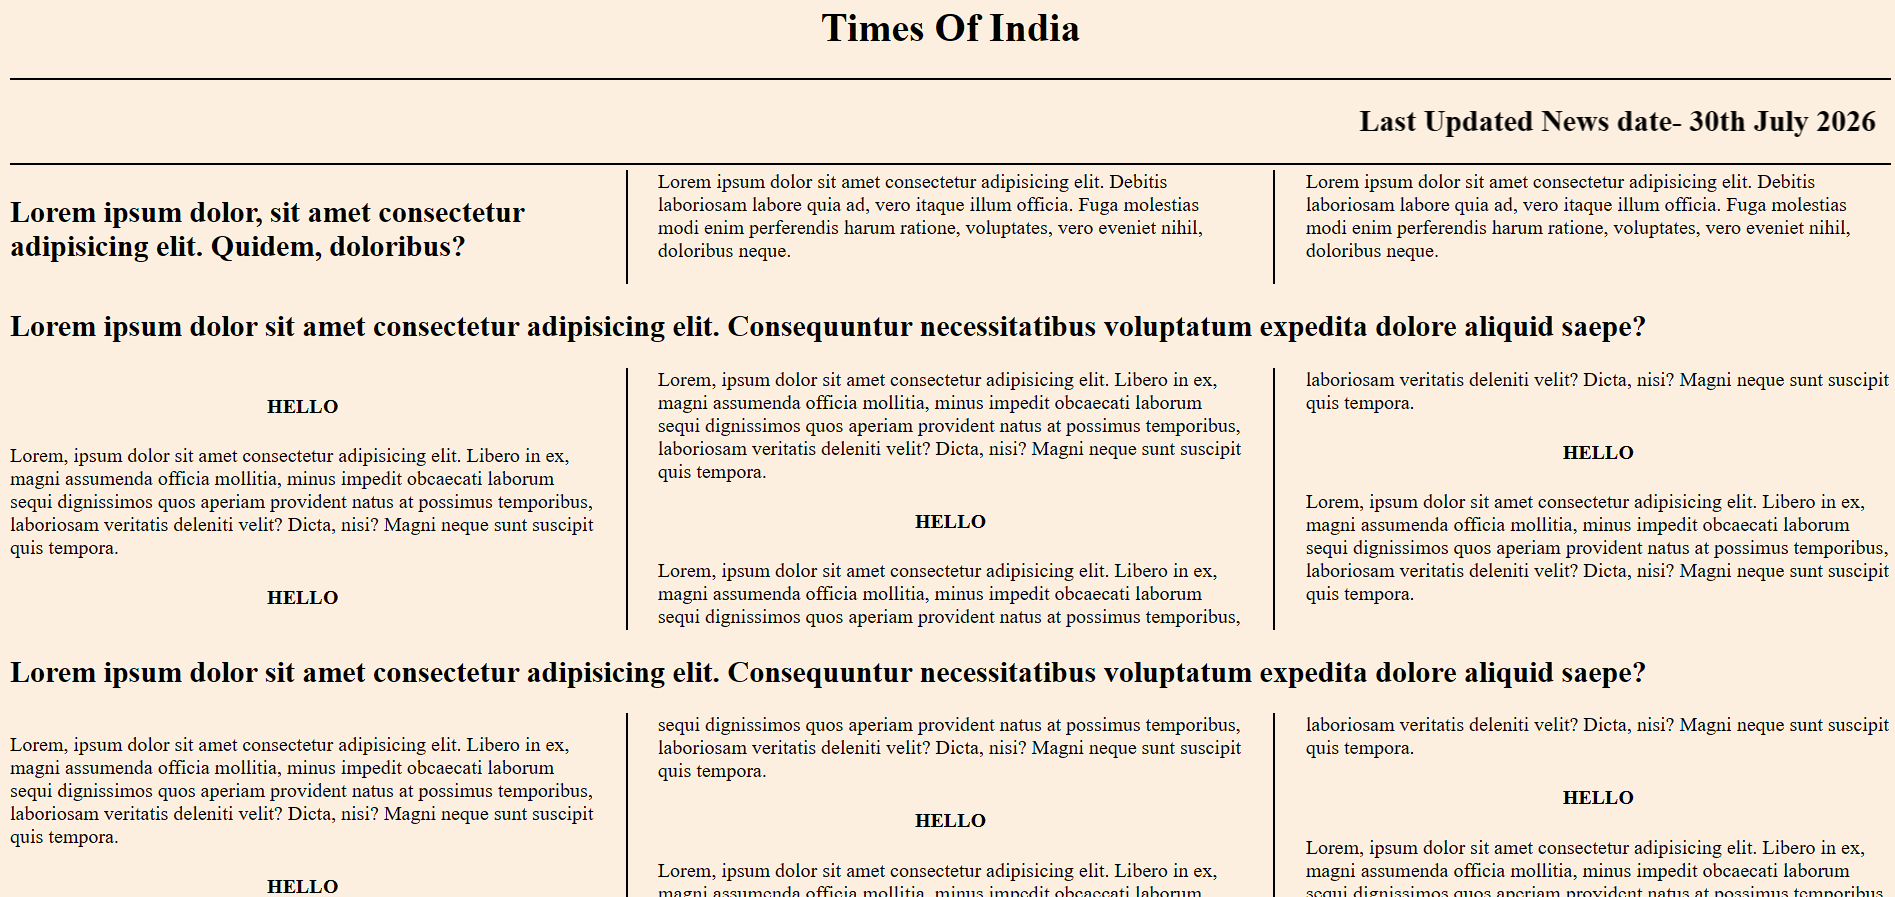 Times Of India
Last Updated News date- 30th July 2026
Lorem ipsum dolor, sit amet consectetur
adipisicing elit. Quidem, doloribus?
Lorem ipsum dolor sit amet consectetur adipisicing elit. Debitis
laboriosam labore quia ad, vero itaque illum officia. Fuga molestias
modi enim perferendis harum ratione, voluptates, vero eveniet nihil,
doloribus neque.
Lorem ipsum dolor sit amet consectetur adipisicing elit. Debitis
laboriosam labore quia ad, vero itaque illum officia. Fuga molestias
modi enim perferendis harum ratione, voluptates, vero eveniet nihil,
doloribus neque.
Lorem ipsum dolor sit amet consectetur adipisicing elit. Consequuntur necessitatibus voluptatum expedita dolore aliquid saepe?
HELLO
Lorem, ipsum dolor sit amet consectetur adipisicing elit. Libero in ex,
magni assumenda officia mollitia, minus impedit obcaecati laborum
sequi dignissimos quos aperiam provident natus at possimus temporibus,
laboriosam veritatis deleniti velit? Dicta, nisi? Magni neque sunt suscipit
quis tempora.
HELLO
Lorem, ipsum dolor sit amet consectetur adipisicing elit. Libero in ex,
magni assumenda officia mollitia, minus impedit obcaecati laborum
sequi dignissimos quos aperiam provident natus at possimus temporibus,
laboriosam veritatis deleniti velit? Dicta, nisi? Magni neque sunt suscipit
quis tempora.
HELLO
Lorem, ipsum dolor sit amet consectetur adipisicing elit. Libero in ex,
magni assumenda officia mollitia, minus impedit obcaecati laborum
sequi dignissimos quos aperiam provident natus at possimus temporibus,
laboriosam veritatis deleniti velit? Dicta, nisi? Magni neque sunt suscipit
quis tempora.
HELLO
Lorem, ipsum dolor sit amet consectetur adipisicing elit. Libero in ex,
magni assumenda officia mollitia, minus impedit obcaecati laborum
sequi dignissimos quos aperiam provident natus at possimus temporibus,
laboriosam veritatis deleniti velit? Dicta, nisi? Magni neque sunt suscipit
quis tempora.
Lorem ipsum dolor sit amet consectetur adipisicing elit. Consequuntur necessitatibus voluptatum expedita dolore aliquid saepe?
Lorem, ipsum dolor sit amet consectetur adipisicing elit. Libero in ex,
magni assumenda officia mollitia, minus impedit obcaecati laborum
sequi dignissimos quos aperiam provident natus at possimus temporibus,
laboriosam veritatis deleniti velit? Dicta, nisi? Magni neque sunt suscipit
quis tempora.
HELLO
sequi dignissimos quos aperiam provident natus at possimus temporibus,
laboriosam veritatis deleniti velit? Dicta, nisi? Magni neque sunt suscipit
quis tempora.
HELLO
Lorem, ipsum dolor sit amet consectetur adipisicing elit. Libero in ex,
magni assumenda officia mollitia, minus impedit obcaecati laborum
laboriosam veritatis deleniti velit? Dicta, nisi? Magni neque sunt suscipit
quis tempora.
HELLO
Lorem, ipsum dolor sit amet consectetur adipisicing elit. Libero in ex,
magni assumenda officia mollitia, minus impedit obcaecati laborum
sequi dignissimos quos aperiam provident natus at possimus temporibus,